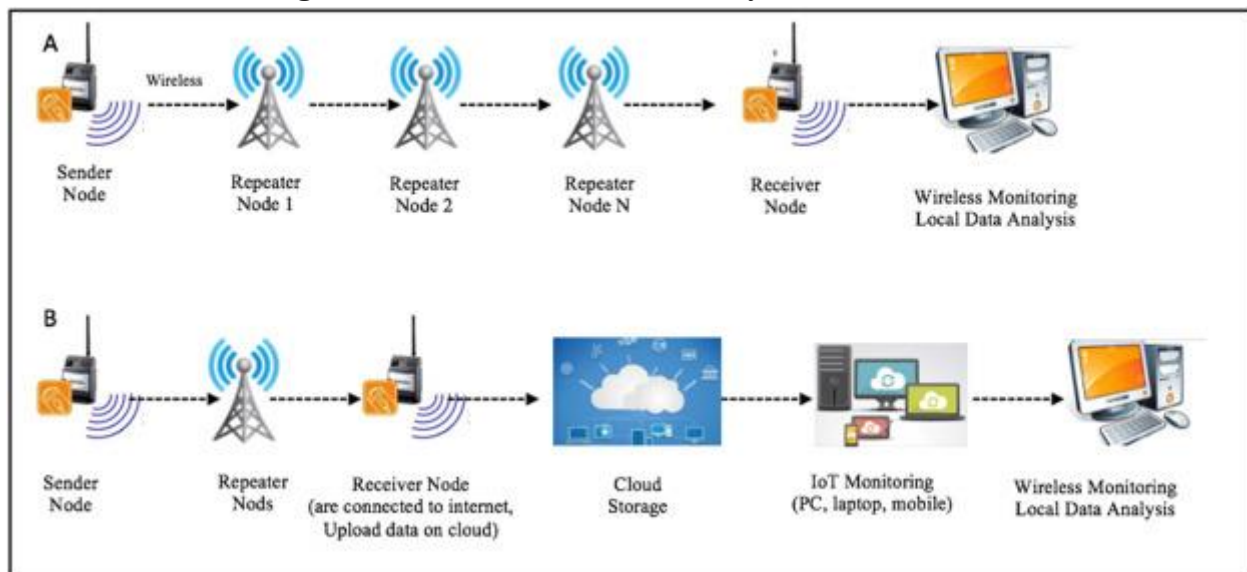 A
Wireless
Sender
Node
Repeater
Node 1
Repeater
Node 2
Repeater
Node N
Receiver
Node
Wireless Monitoring
Local Data Analysis
B
Sender
Node
Repeater
Nods
Receiver Node
(are connected to internet,
Upload data on cloud)
Cloud
Storage
IoT Monitoring
(PC, laptop, mobile)
Wireless Monitoring
Local Data Analysis